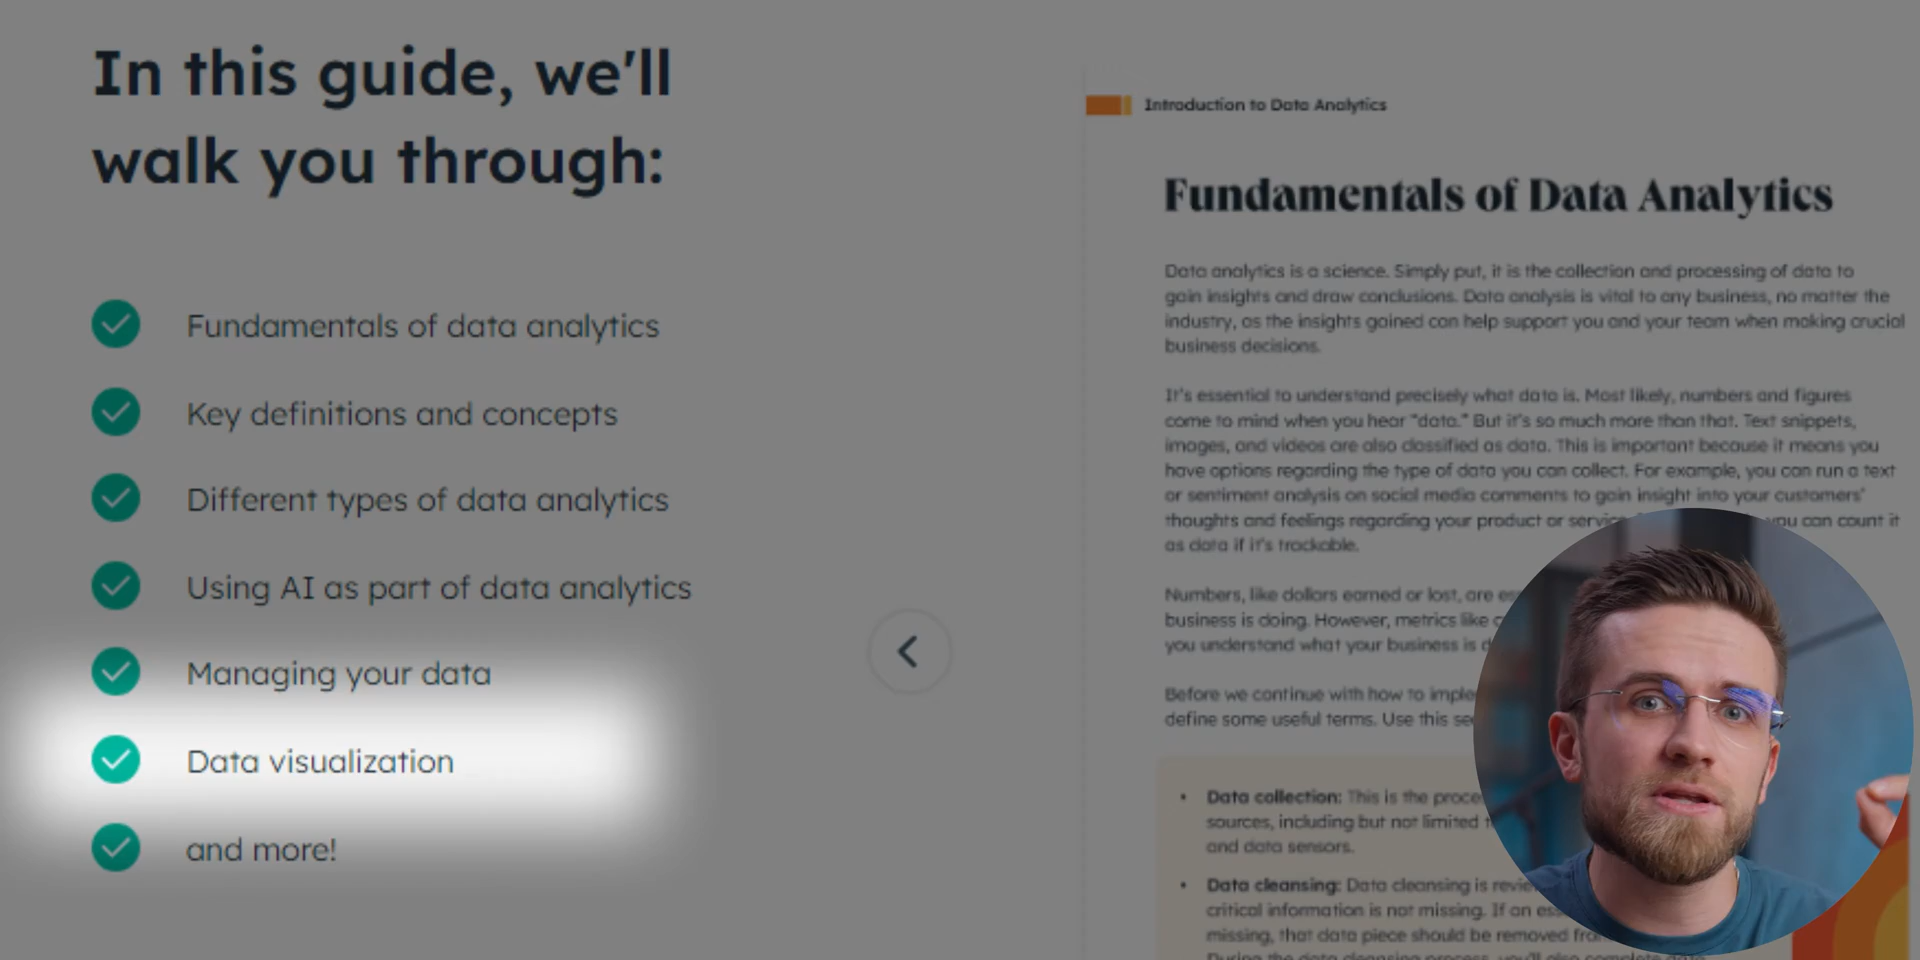 In this guide, we'll
walk you through:
Fundamentals of data analytics
Key definitions and concepts
Different types of data analytics
Using AI as part of data analytics
Managing your data
Data visualization
and more!
Introduction to Data Analytics
Fundamentals of Data Analytics
Data analytics is a science. Simply put, it is the collection and processing of data to
gain insights and draw conclusions. Data analysis is vital to any business, no matter the
industry, as the insights gained can help support you and your team when making crucial
business decisions.
It's essential to understand precisely what data is. Most likely, numbers and figures
come to mind when you hear “data.” But it's so much more than that. Text snippets,
images, and videos are also classified as data. This is important because it means you
have options regarding the type of data you can collect. For example, you can run a text
or sentiment analysis on social media comments to gain insight into your customers'
thoughts and feelings regarding your product or you can count it
as data if it's trackable.
Numbers, like dollars earned or lost, are
business is doing. However, metrics like
you understand what your business is
Before we continue with how to
define some useful terms. Use this
• Data collection: This is the
sources, including but not limited
and data sensors.
• Data cleansing: Data cleansing is
critical information is not missing. If an
missing, that data piece should be removed
During the data cleansing process, you'll also